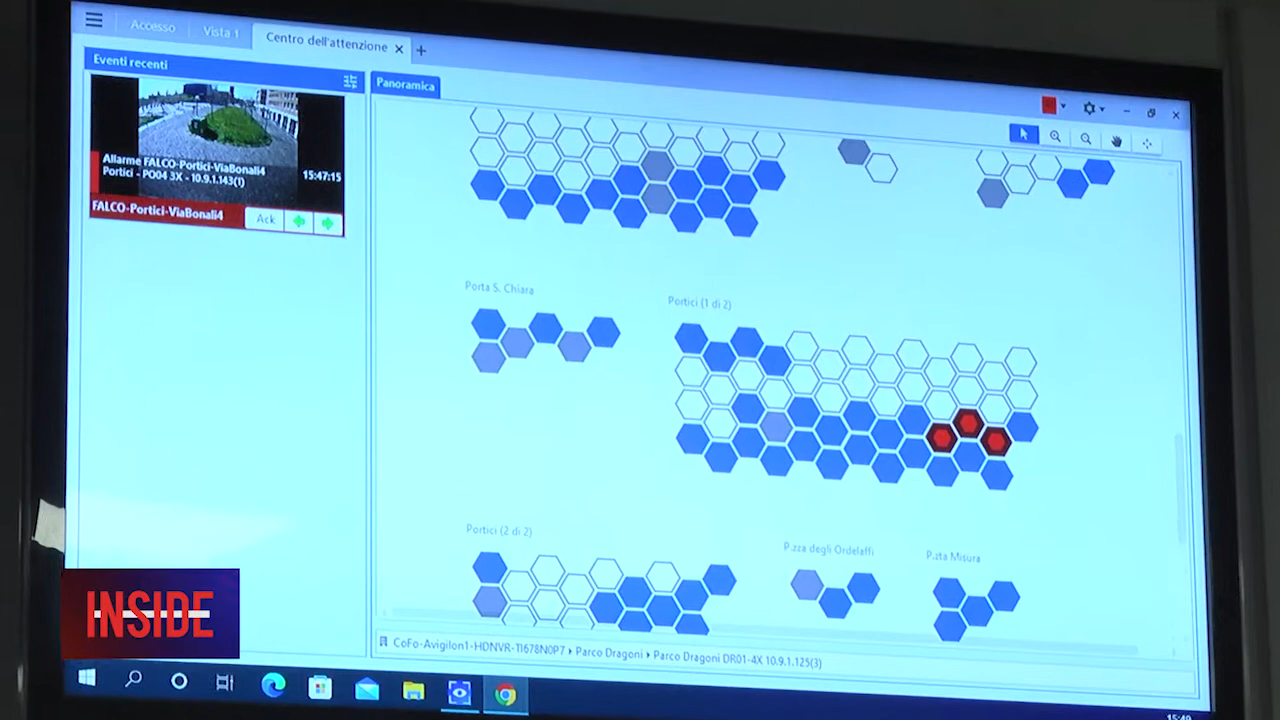 Accesso
Vista 1
Centro dell'attenzione
Eventi recenti
Panoramica
Allarme FALCO-Portici-ViaBonali4
Portici - PO04 3X - 10.9.1.143(1)
15:47:15
FALCO-Portici-ViaBonali4
Ack
Porta S. Chiara
Portici (1 di 2)
Portici (2 di 2)
P.zza degli Ordelaffi
P.zta Misura
CoFo-Avigilon1-HDNVR-TI678N0P7 Parco Dragoni Parco Dragoni DR01-4X 10.9.1.125(3)
INSIDE